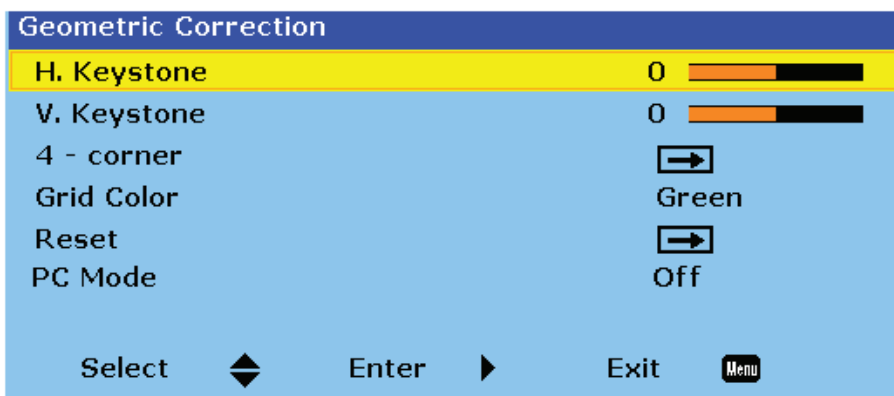 Geometric Correction
H. Keystone 0
V. Keystone 0
4 - corner
Grid Color Green
Reset
PC Mode Off
Select Enter Exit Menu